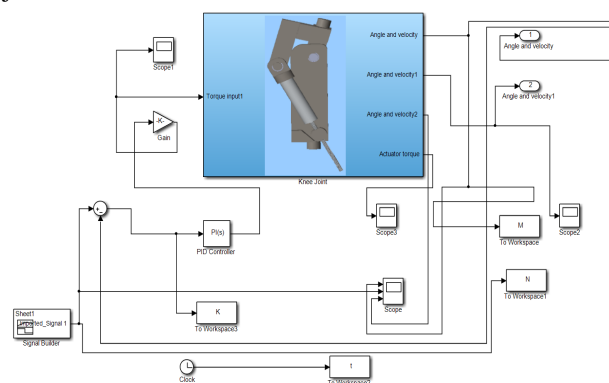 Scope1
Torque input1
Angle and velocity
Angle and velocity1
Angle and velocity2
Actuator torque
Knee Joint
-K-
Gain
1
Angle and velocity
2
Angle and velocity1
Scope3
M
To Workspace
Scope2
PI(s)
PID Controller
Scope
N
To Workspace1
K
To Workspace3
Sheet1
Imported_Signal 1
Signal Builder
Clock
t
To Workspace2